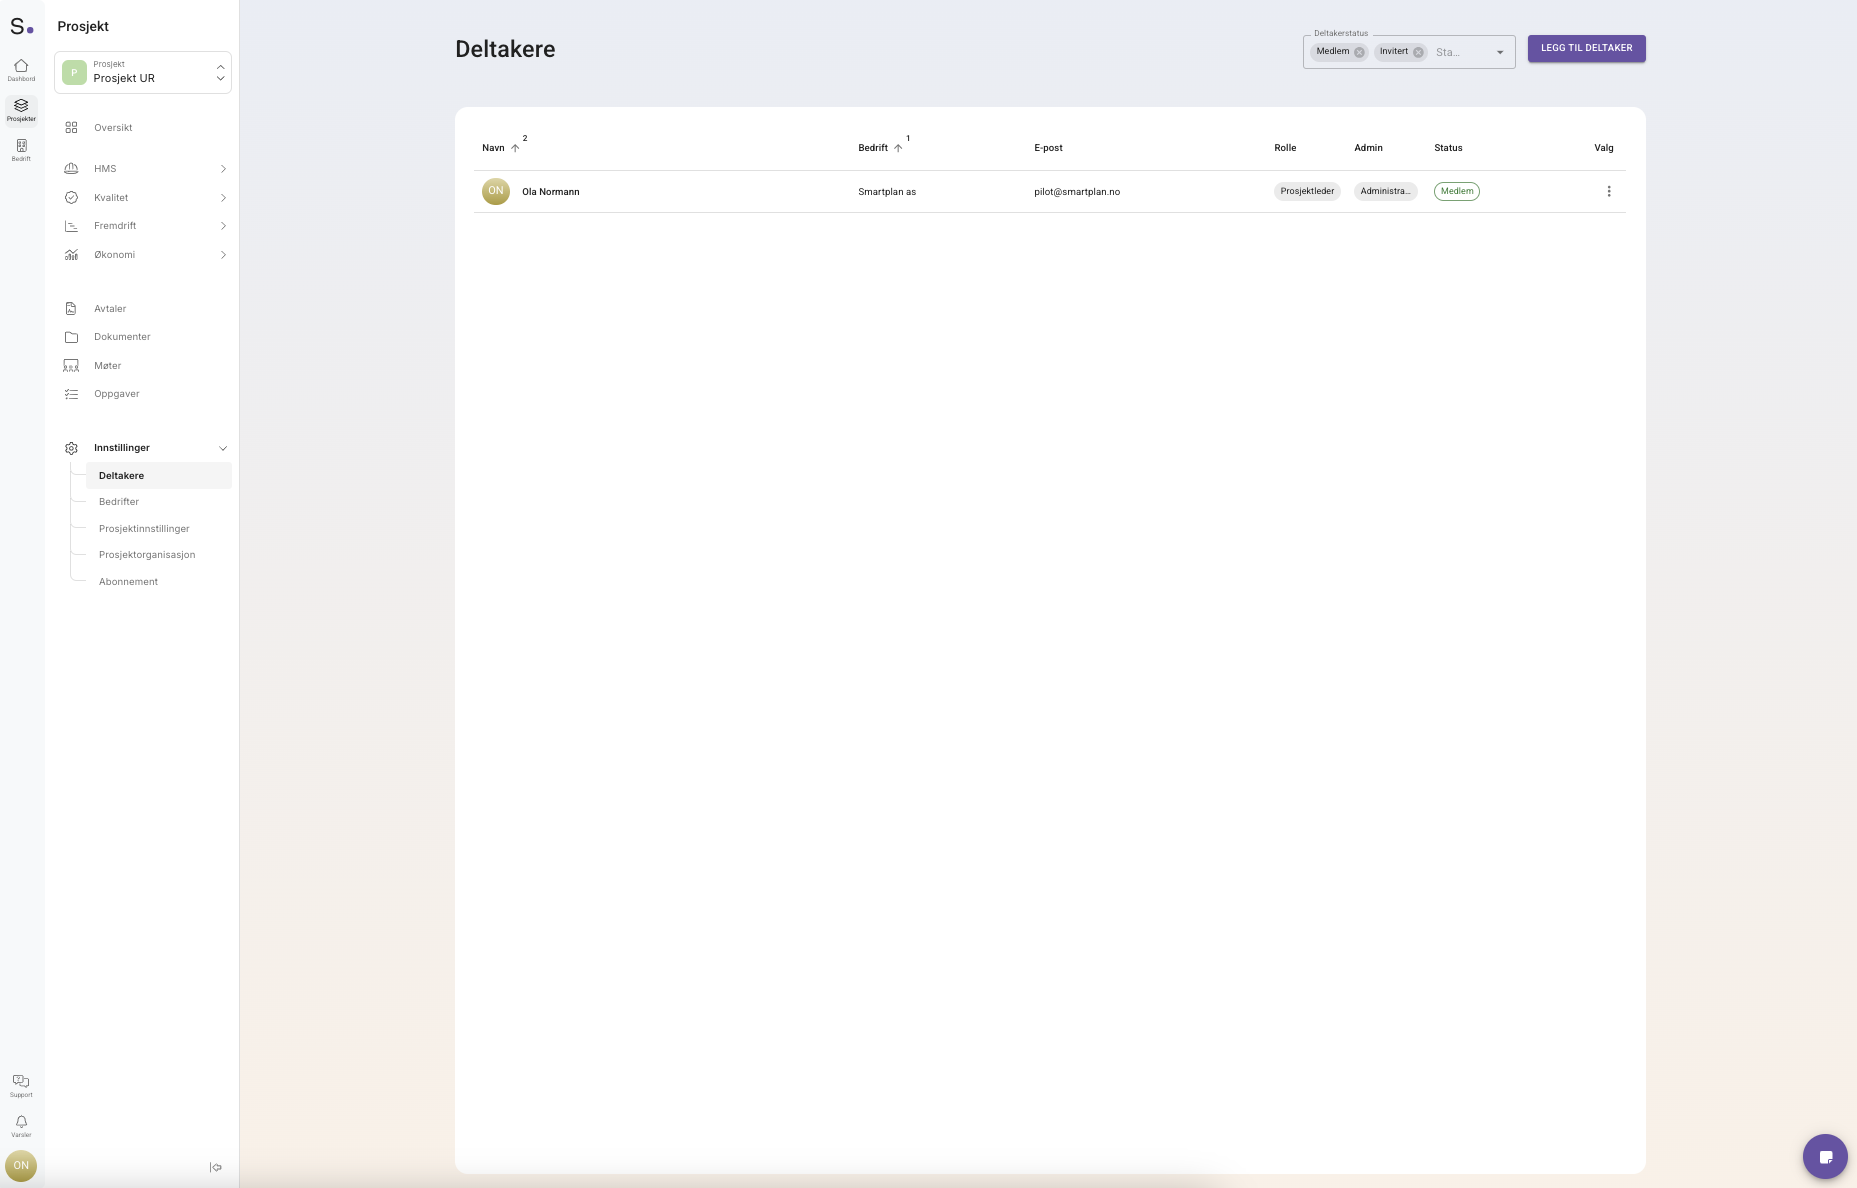 S.
Dashbord
Prosjekter
Bedrift
Support
Varsler
ON
Prosjekt
P
Prosjekt
Prosjekt UR
Oversikt
HMS
Kvalitet
Fremdrift
Økonomi
Avtaler
Dokumenter
Møter
Oppgaver
Innstillinger
Deltakere
Bedrifter
Prosjektinnstillinger
Prosjektorganisasjon
Abonnement
Deltakere
Deltakerstatus
Medlem Invitert Sta...
LEGG TIL DELTAKER
Navn 2 Bedrift 1 E-post Rolle Admin Status Valg
ON Ola Normann Smartplan as pilot@smartplan.no Prosjektleder Administra... Medlem